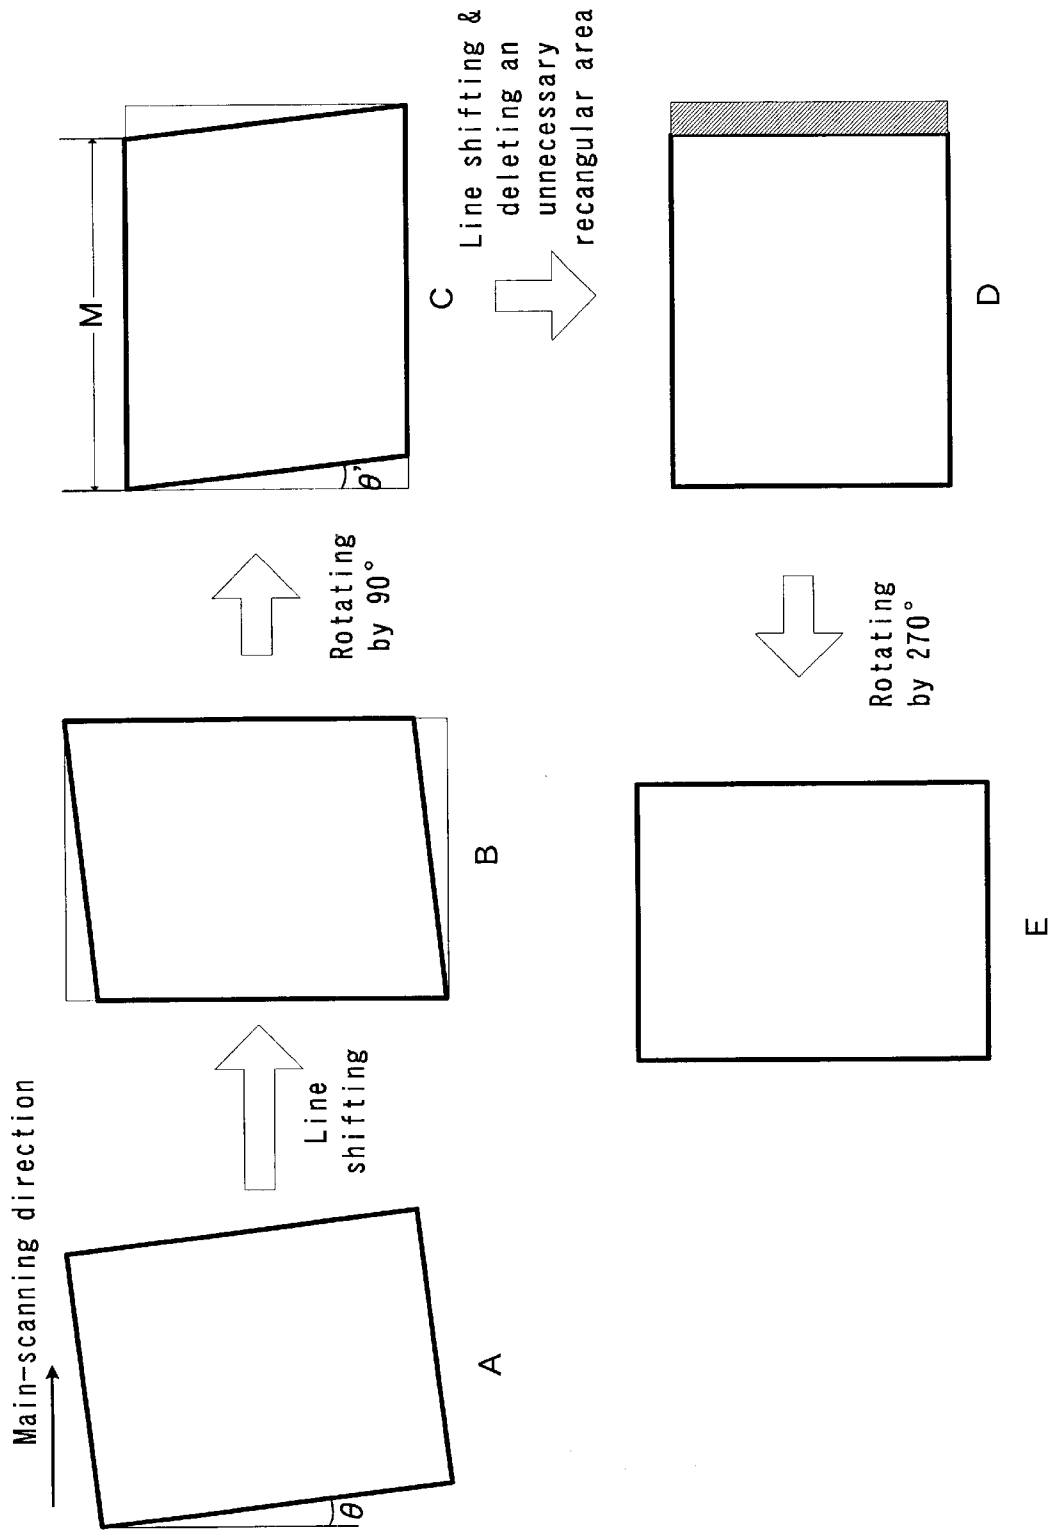 Main-scanning direction
θ
A
Line
shifting
B
Rotating
by 90°
M
θ'
C
Line shifting &
deleting an
unnecessary
recangular area
D
Rotating
by 270°
E